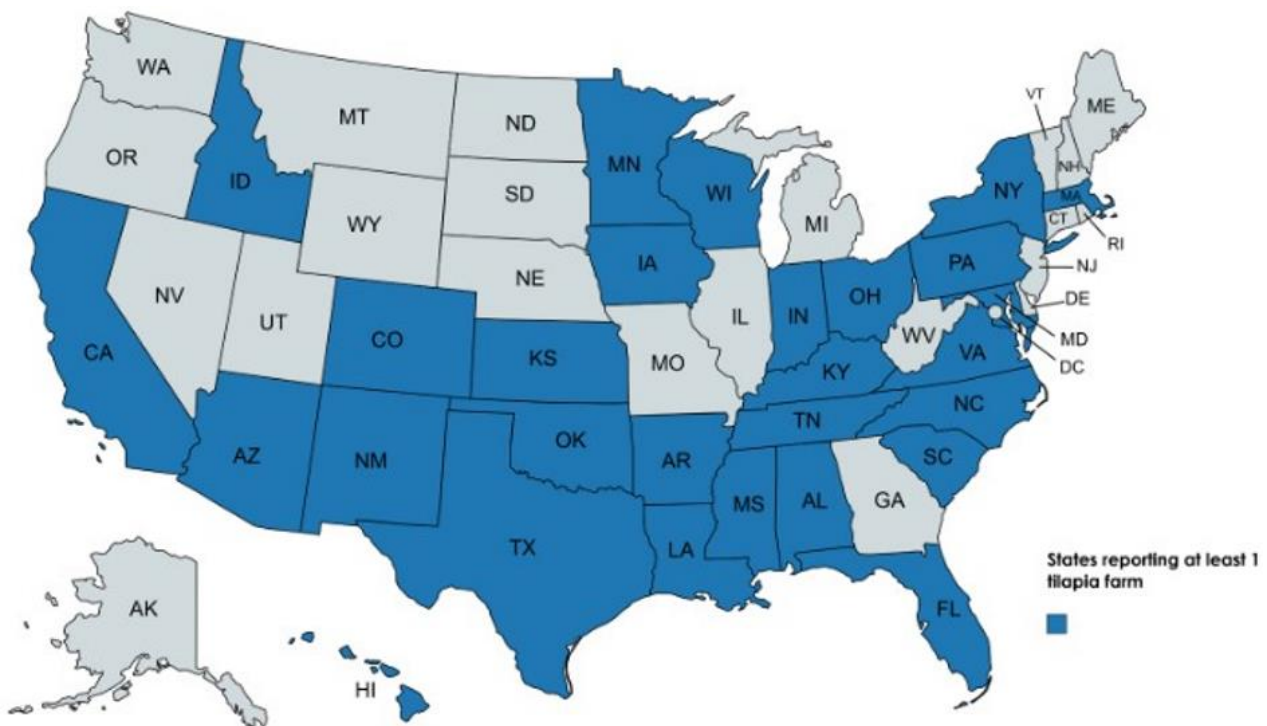 WA
MT
ND
MN
VT
ME
OR
ID
SD
WI
NY
NH
MA
WY
MI
CT
RI
IA
PA
NJ
NE
NV
UT
CO
IL
IN
OH
DE
CA
KS
MO
WV
VA
MD
KY
DC
AZ
NM
OK
AR
TN
NC
SC
TX
LA
MS
AL
GA
States reporting at least 1
tilapia farm
AK
FL
HI